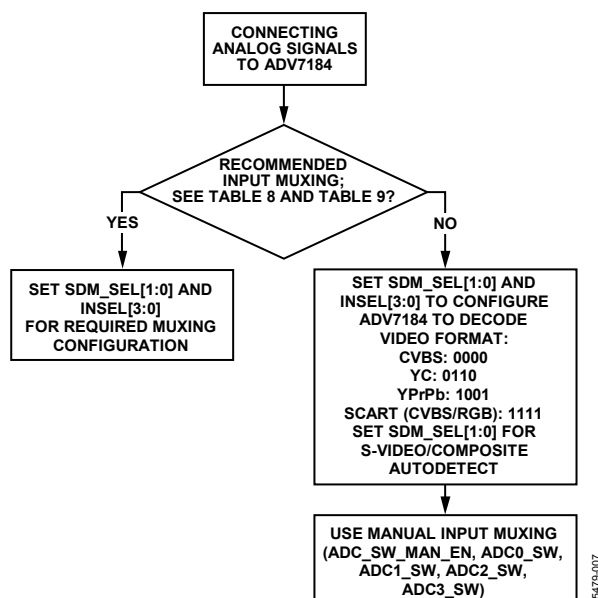 CONNECTING
ANALOG SIGNALS
TO ADV7184
RECOMMENDED
INPUT MUXING;
SEE TABLE 8 AND TABLE 9?
YES
NO
SET SDM_SEL[1:0] AND
INSEL[3:0]
FOR REQUIRED MUXING
CONFIGURATION
SET SDM_SEL[1:0] AND
INSEL[3:0] TO CONFIGURE
ADV7184 TO DECODE
VIDEO FORMAT:
CVBS: 0000
YC: 0110
YPrPb: 1001
SCART (CVBS/RGB): 1111
SET SDM_SEL[1:0] FOR
S-VIDEO/COMPOSITE
AUTODETECT
USE MANUAL INPUT MUXING
(ADC_SW_MAN_EN, ADC0_SW,
ADC1_SW, ADC2_SW,
ADC3_SW)